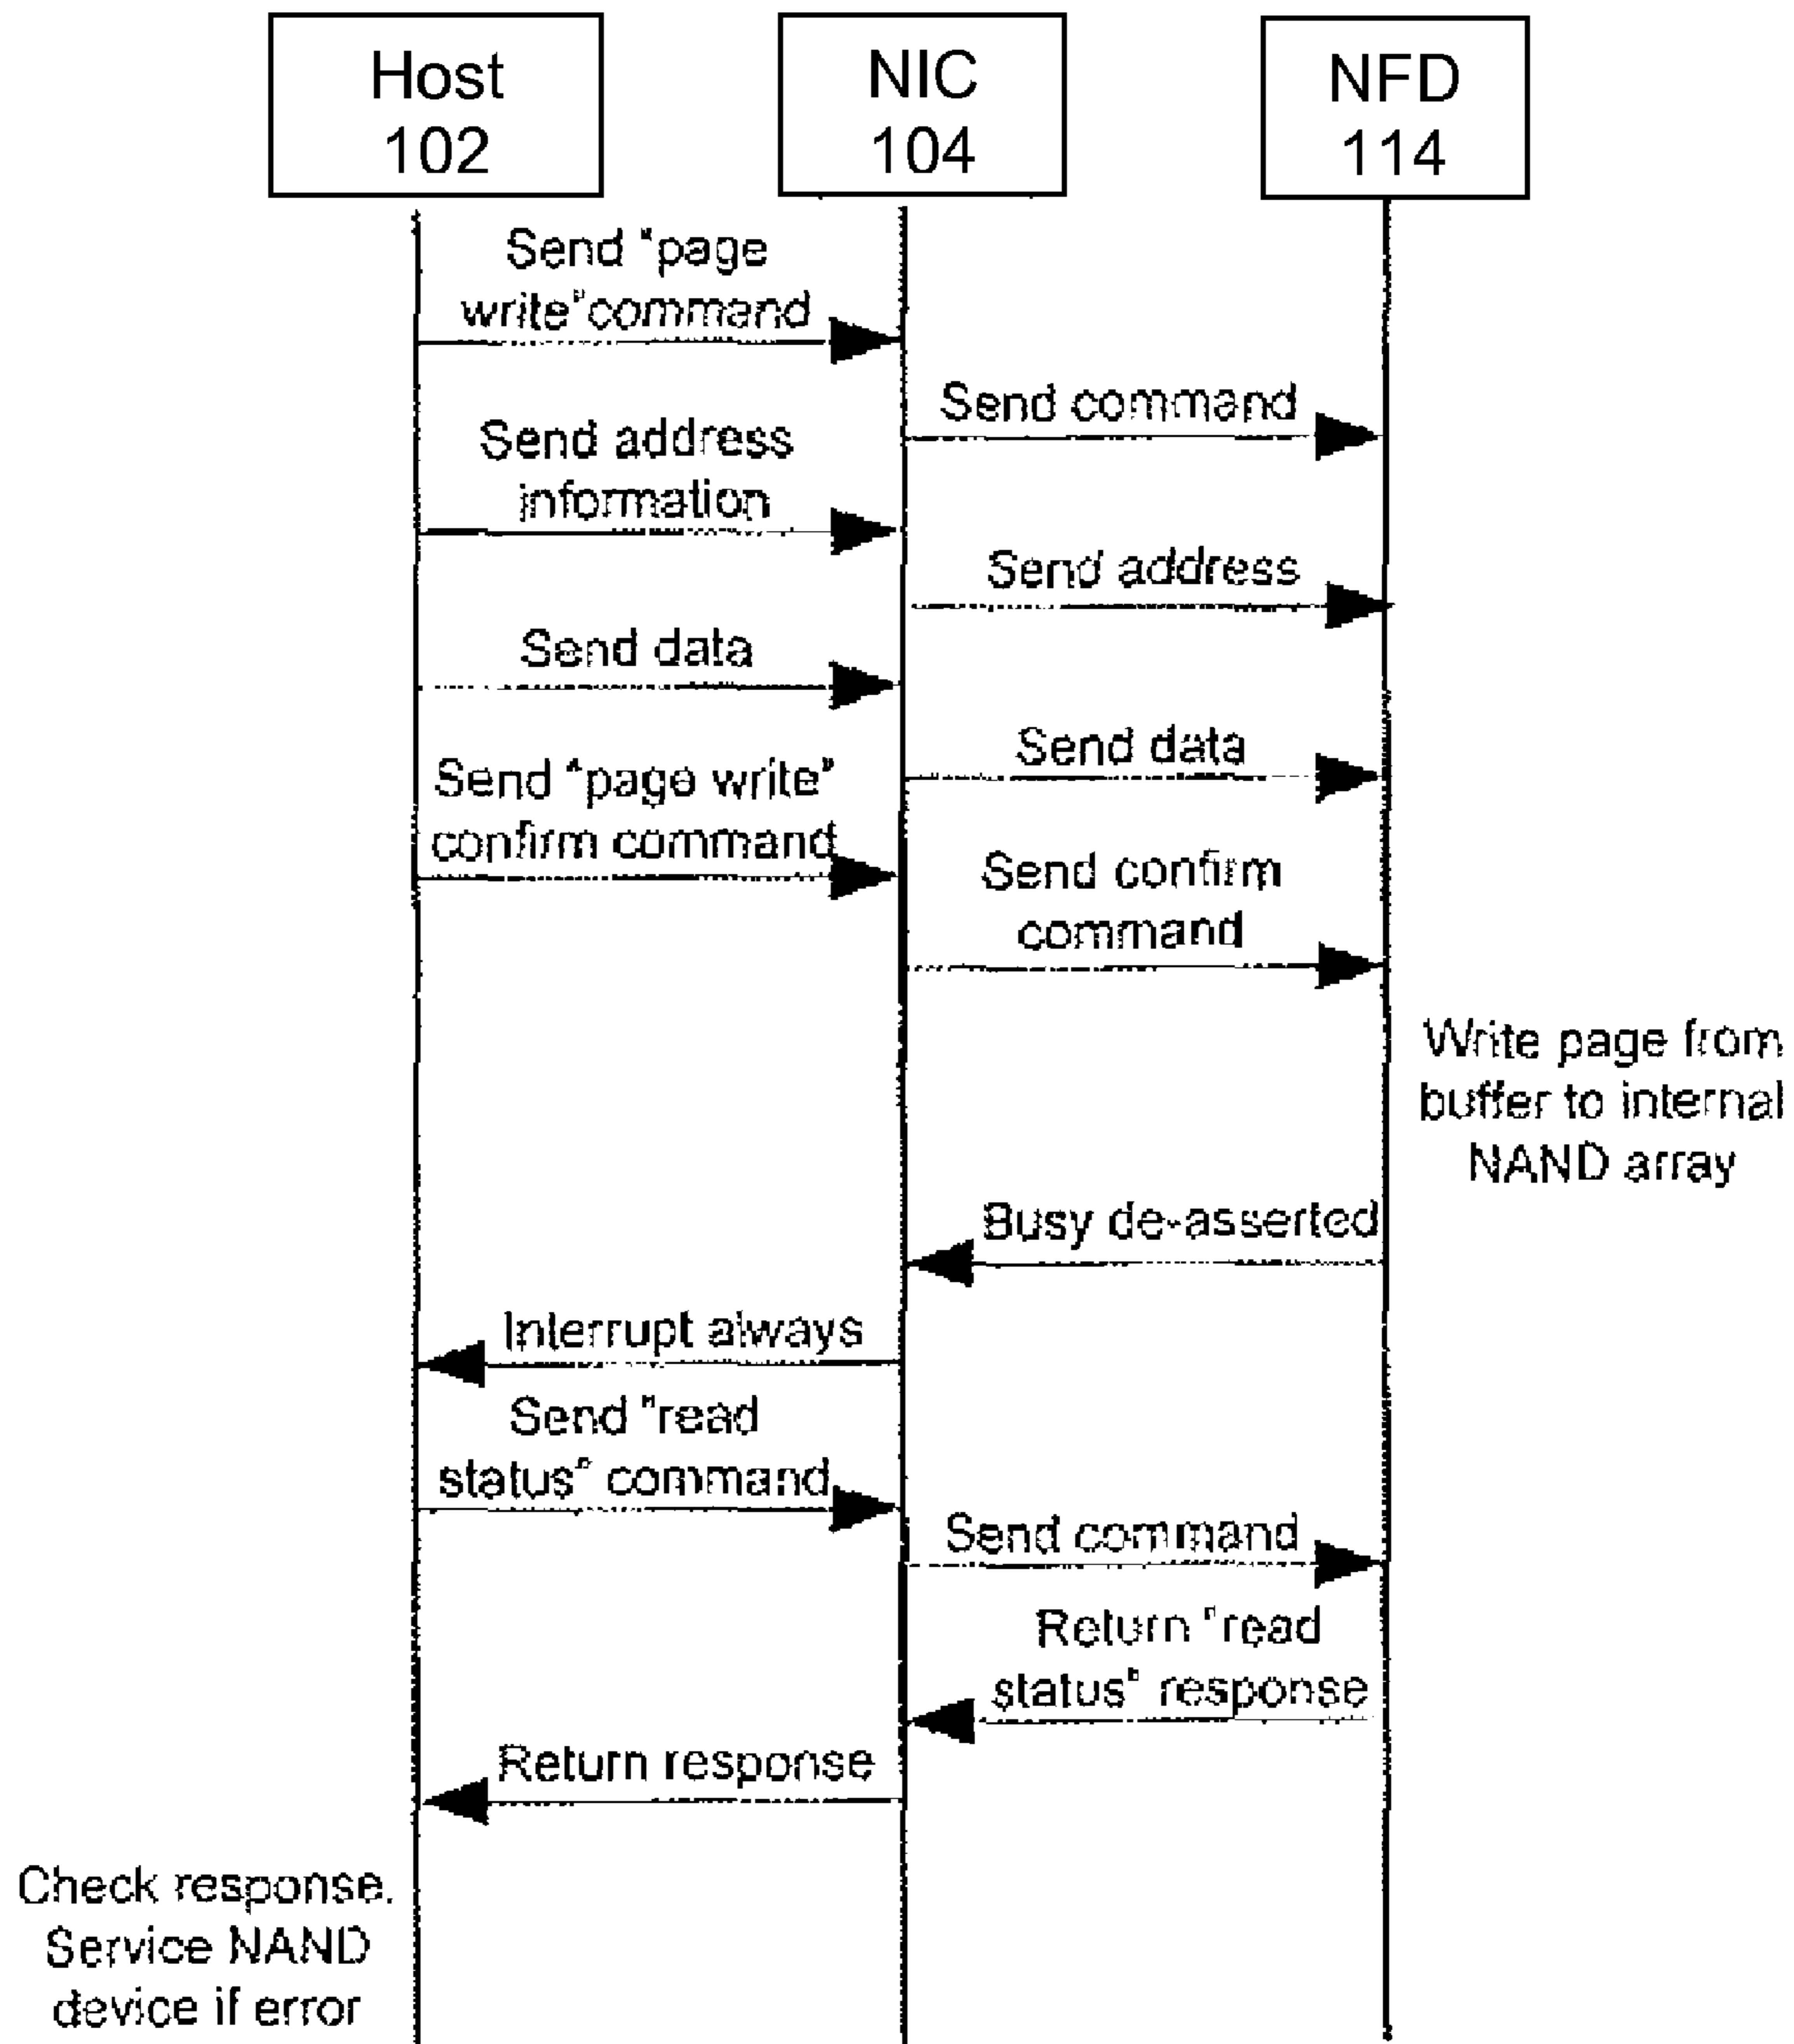 Host
102
NIC
104
NFD
114
Send "page
write" command
Send command
Send address
information
Send address
Send data
Send data
Send "page write"
confirm command
Send confirm
command
Write page from
buffer to internal
NAND array
Busy de-asserted
Interrupt always
Send "read
status" command
Send command
Return "read
status" response
Return response
Check response.
Service NAND
device if error